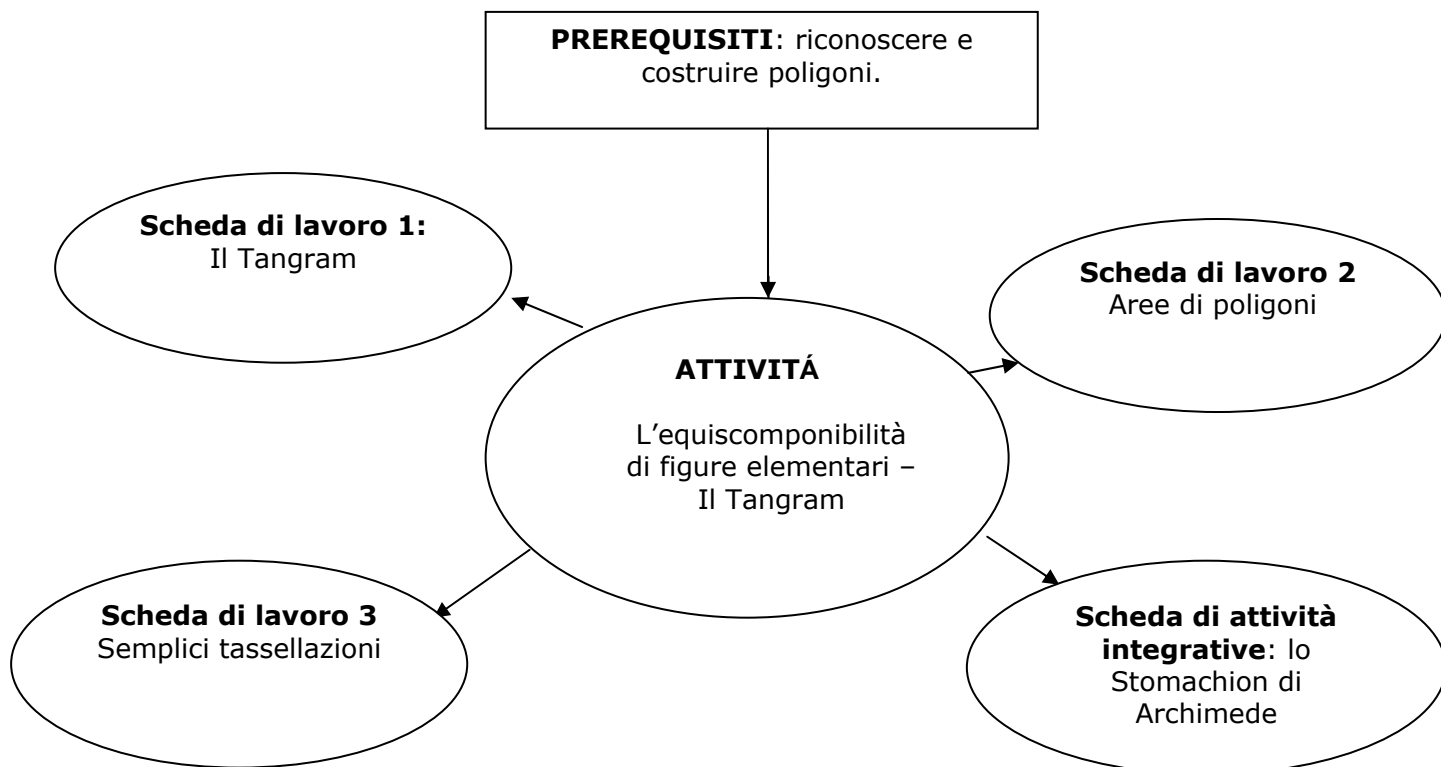 PREREQUISITI: riconoscere e
costruire poligoni.
Scheda di lavoro 1:
Il Tangram
Scheda di lavoro 2
Aree di poligoni
ATTIVITÁ
L’equiscomponibilità
di figure elementari –
Il Tangram
Scheda di lavoro 3
Semplici tassellazioni
Scheda di attività
integrative: lo
Stomachion di
Archimede